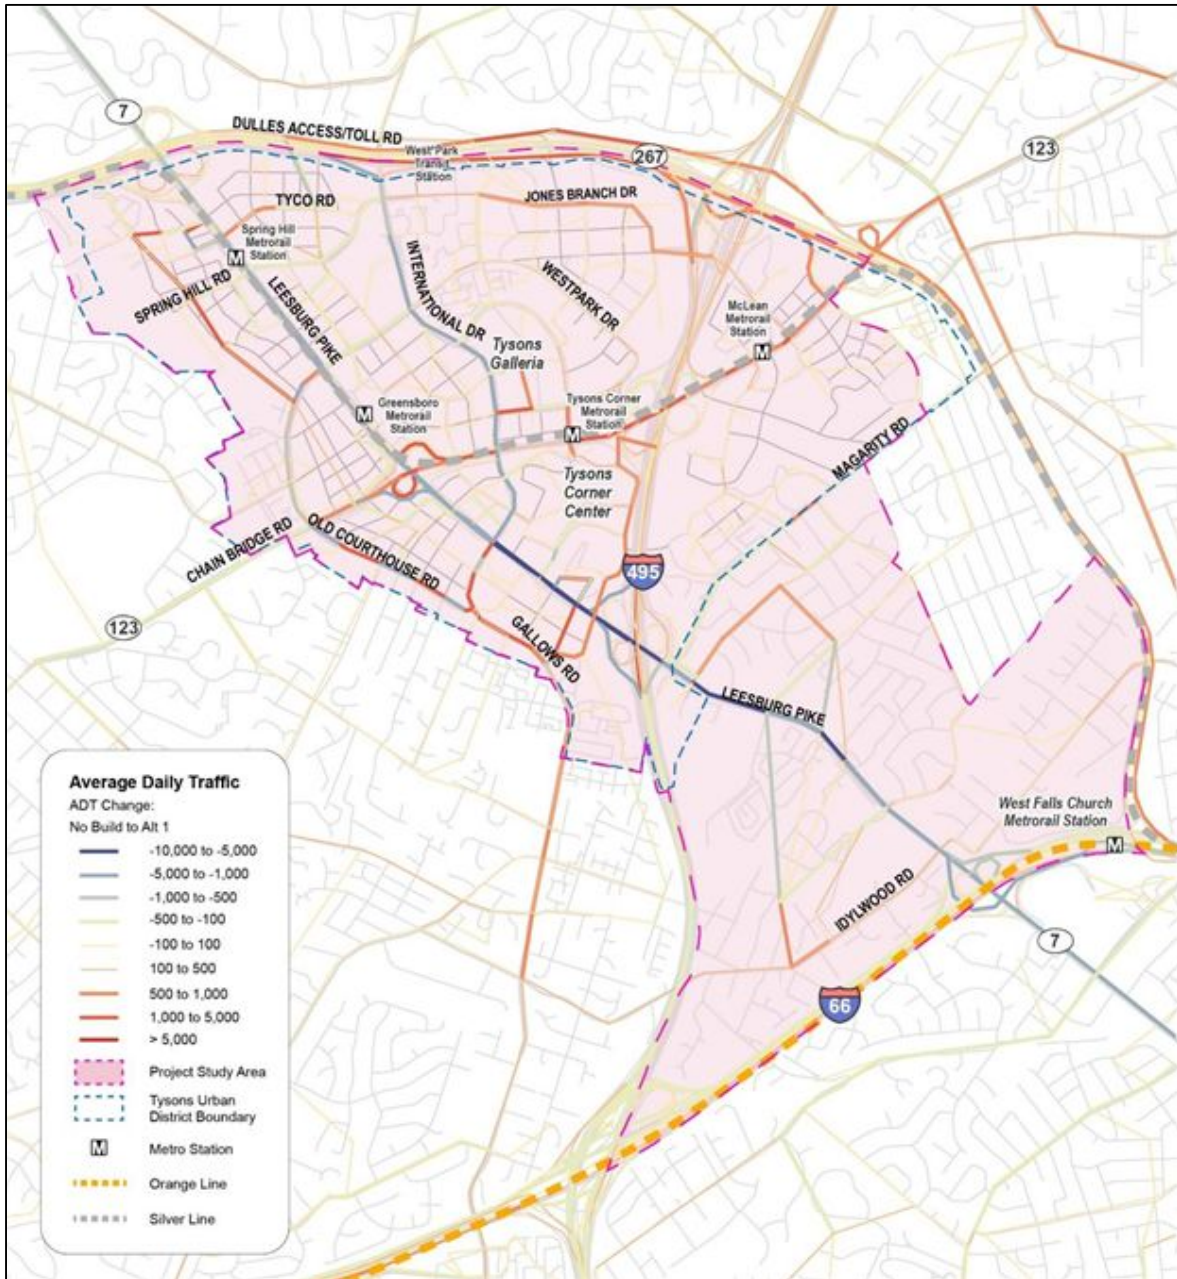 7
DULLES ACCESS/TOLL RD
West*Park
Transit
Station
267
123
TYCO RD
JONES BRANCH DR
Spring Hill
Metrorail
Station
M
INTERNATIONAL DR
WESTPARK DR
SPRING HILL RD
LEESBURG PIKE
McLean
Metrorail
Station
M
Tysons
Galleria
Greensboro
Metrorail
Station
M
Tysons Corner
Metrorail
Station
M
MAGARITY RD
Tysons
Corner
Center
CHAIN BRIDGE RD
OLD COURTHOUSE RD
495
123
GALLOWS RD
LEESBURG PIKE
West Falls Church
Metrorail Station
M
IDYLWOOD RD
7
66
Average Daily Traffic
ADT Change:
No Build to Alt 1
-10,000 to -5,000
-5,000 to -1,000
-1,000 to -500
-500 to -100
-100 to 100
100 to 500
500 to 1,000
1,000 to 5,000
> 5,000
Project Study Area
Tysons Urban
District Boundary
M
Metro Station
Orange Line
Silver Line